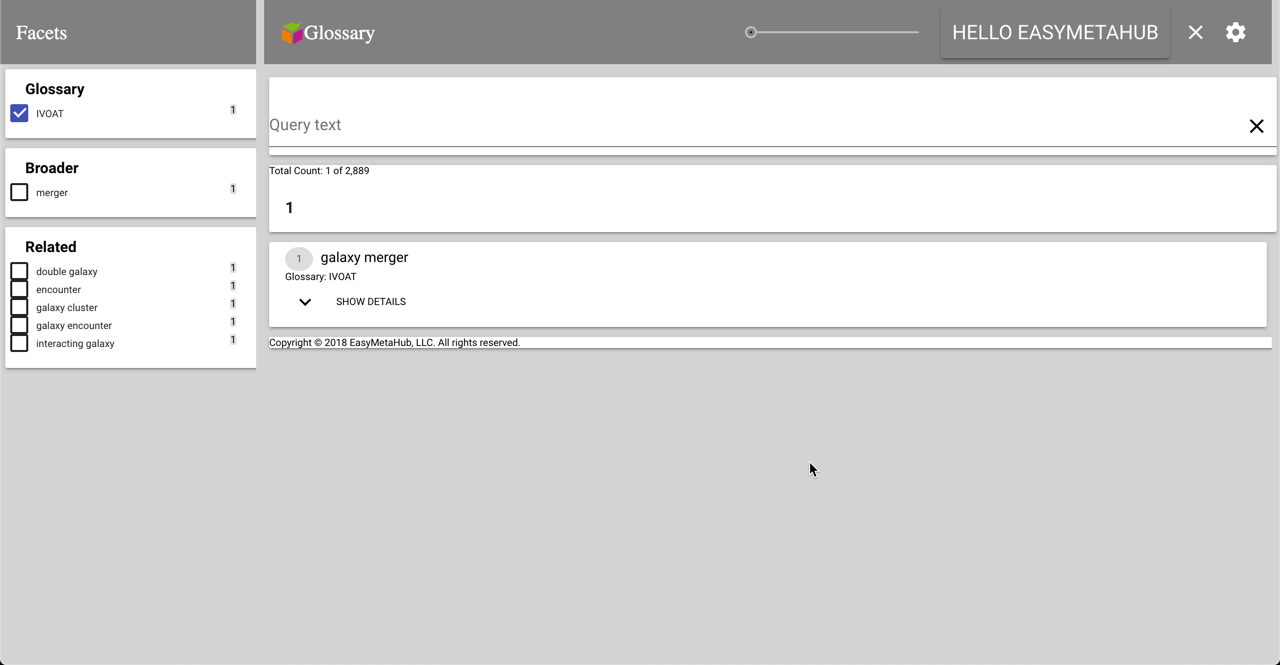 Facets
Glossary
HELLO EASYMETAHUB
Glossary
IVOAT 1
Broader
merger 1
Related
double galaxy 1
encounter 1
galaxy cluster 1
galaxy encounter 1
interacting galaxy 1
Query text
Total Count: 1 of 2,889
1
1 galaxy merger
Glossary: IVOAT
SHOW DETAILS
Copyright © 2018 EasyMetaHub, LLC. All rights reserved.